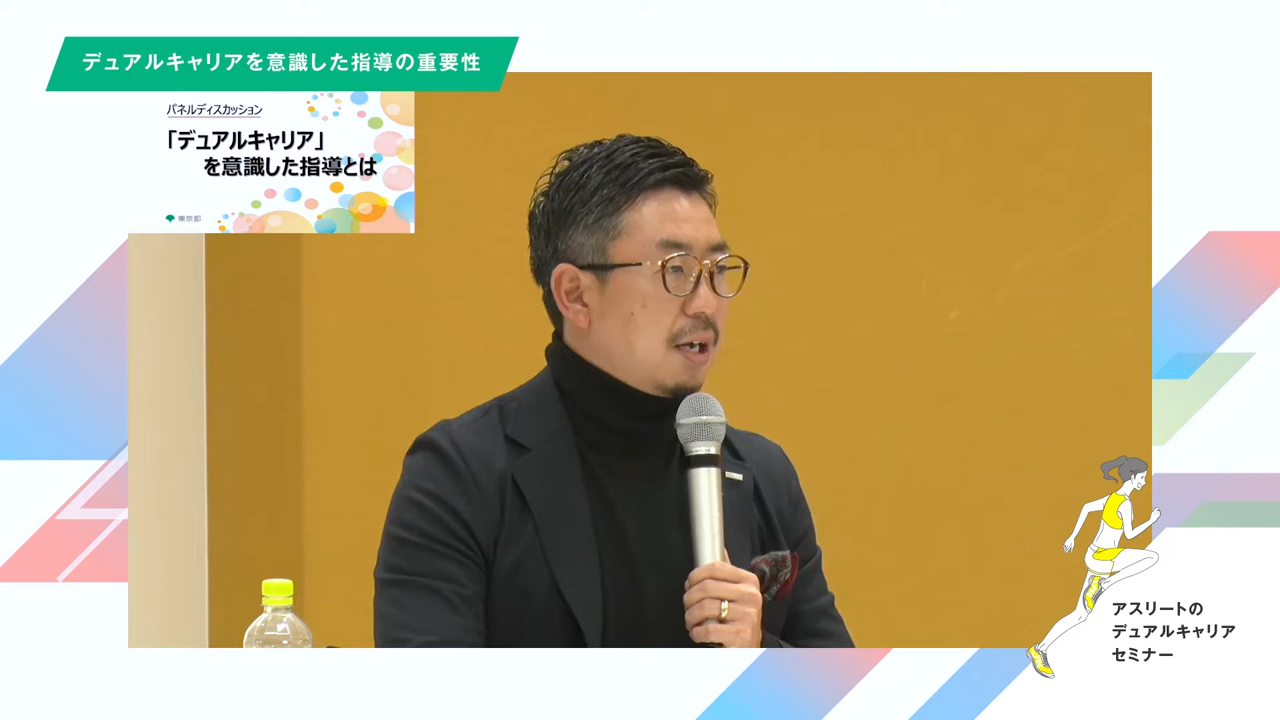 デュアルキャリアを意識した指導の重要性
パネルディスカッション
「デュアルキャリア」
を意識した指導とは
東京都
アスリートの
デュアルキャリア
セミナー